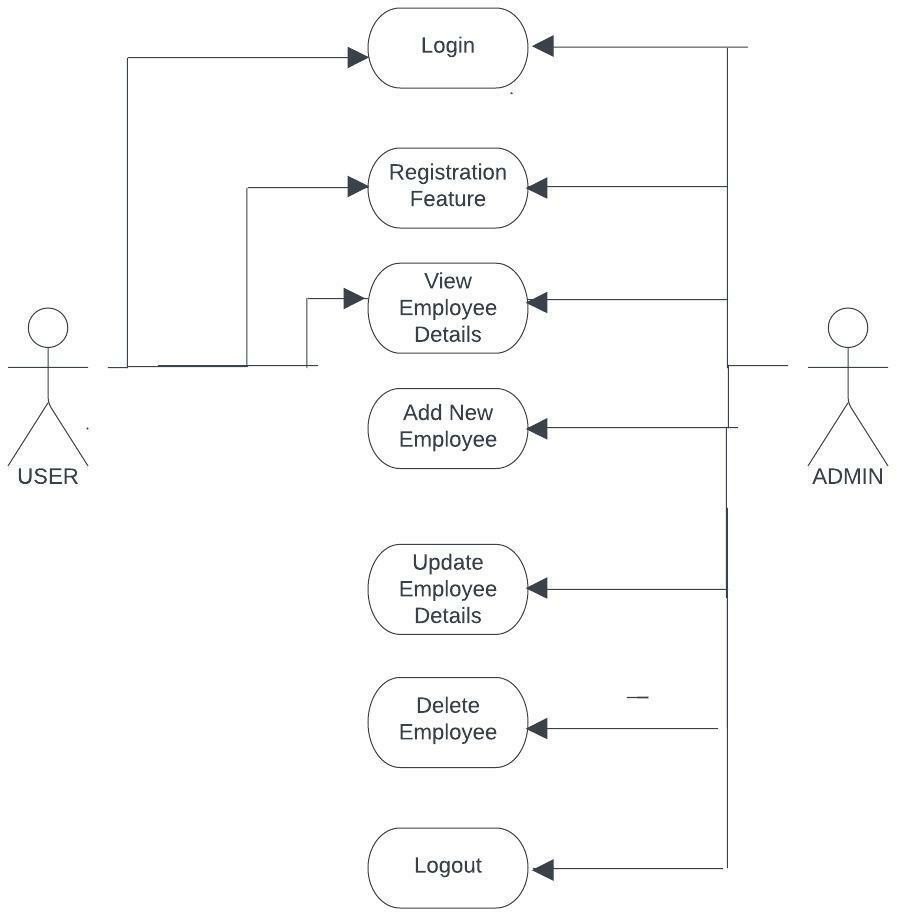 Login
Registration
Feature
View
Employee
Details
Add New
Employee
USER
ADMIN
Update
Employee
Details
Delete
Employee
Logout